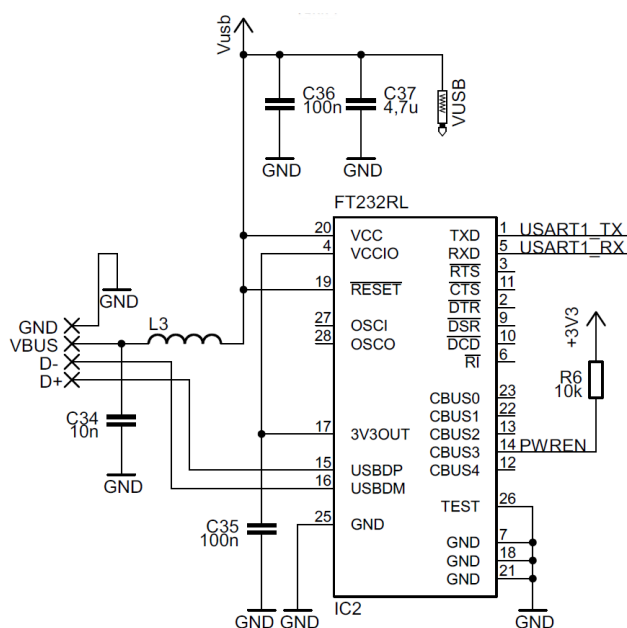 Vusb
C36
100n
C37
4,7u
VUSB
GND
GND
FT232RL
20
VCC
TXD
1
USART1_TX
4
VCCIO
RXD
5
USART1_RX
RTS
3
19
RESET
CTS
11
DTR
2
27
OSCI
DSR
9
28
OSCO
DCD
10
RI
6
GND
GND
VBUS
D-
D+
L3
+3V3
R6
10k
CBUS0
23
CBUS1
22
17
3V3OUT
CBUS2
13
CBUS3
14
PWREN
15
USBDP
CBUS4
12
16
USBDM
C34
10n
GND
TEST
26
C35
100n
25
GND
GND
7
GND
18
GND
21
IC2
GND
GND
GND